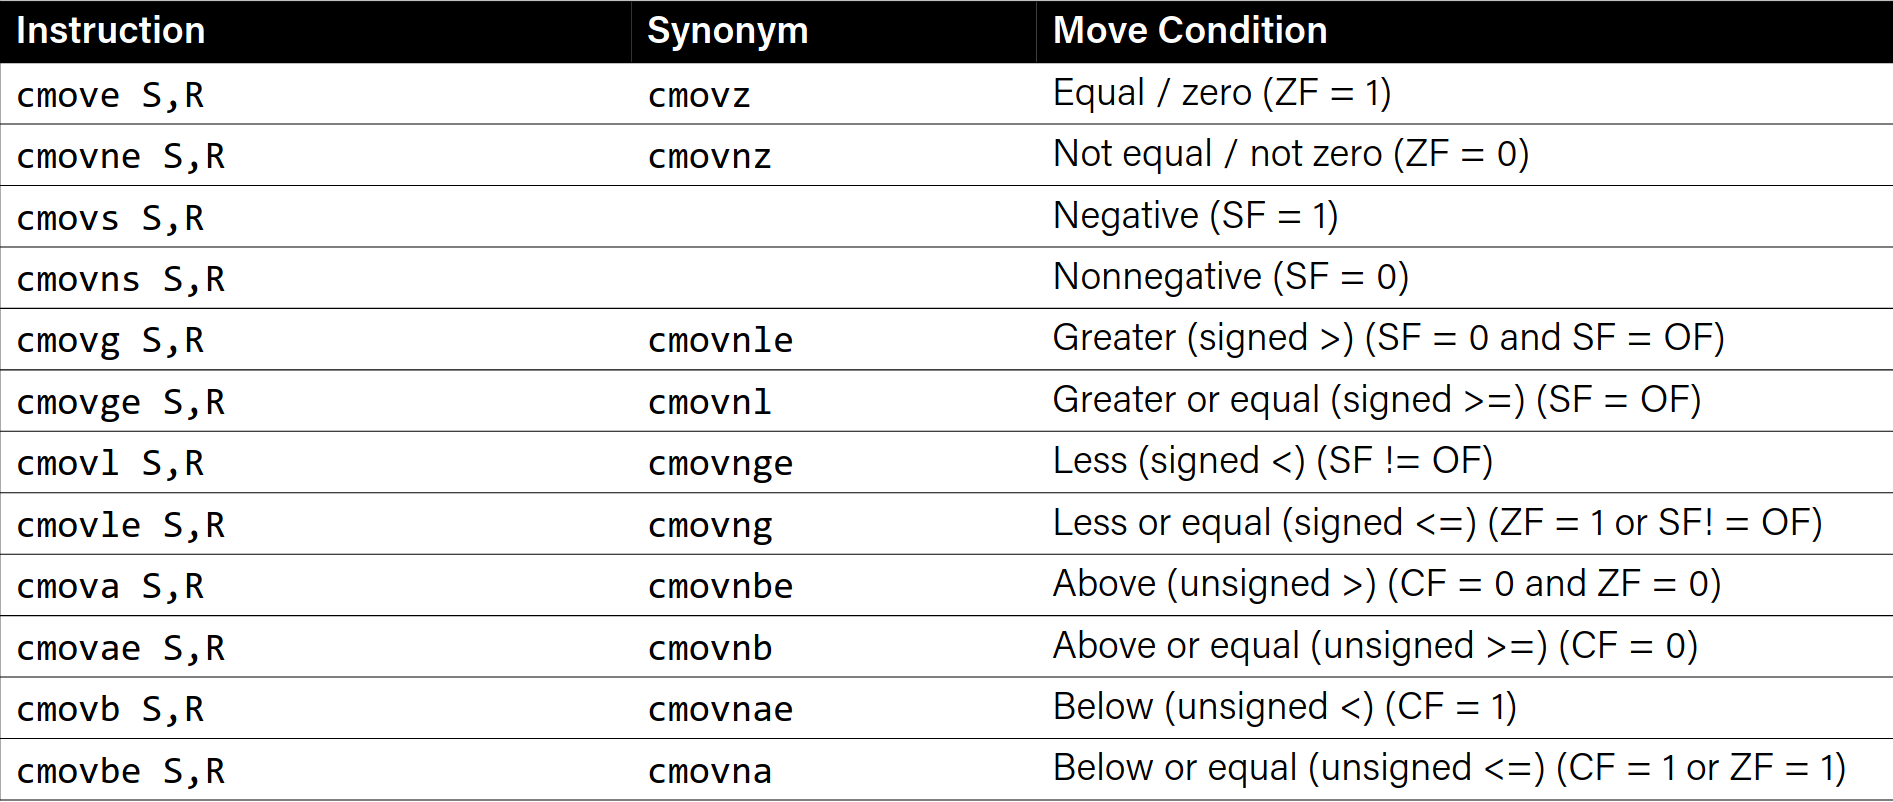 Instruction Synonym Move Condition
cmove S,R cmovz Equal / zero (ZF = 1)
cmovne S,R cmovnz Not equal / not zero (ZF = 0)
cmovs S,R Negative (SF = 1)
cmovns S,R Nonnegative (SF = 0)
cmovg S,R cmovnle Greater (signed >) (SF = 0 and SF = OF)
cmovge S,R cmovnl Greater or equal (signed >=) (SF = OF)
cmovl S,R cmovnge Less (signed <) (SF != OF)
cmovle S,R cmovng Less or equal (signed <=) (ZF = 1 or SF! = OF)
cmova S,R cmovnbe Above (unsigned >) (CF = 0 and ZF = 0)
cmovae S,R cmovnb Above or equal (unsigned >=) (CF = 0)
cmovb S,R cmovnae Below (unsigned <) (CF = 1)
cmovbe S,R cmovna Below or equal (unsigned <=) (CF = 1 or ZF = 1)